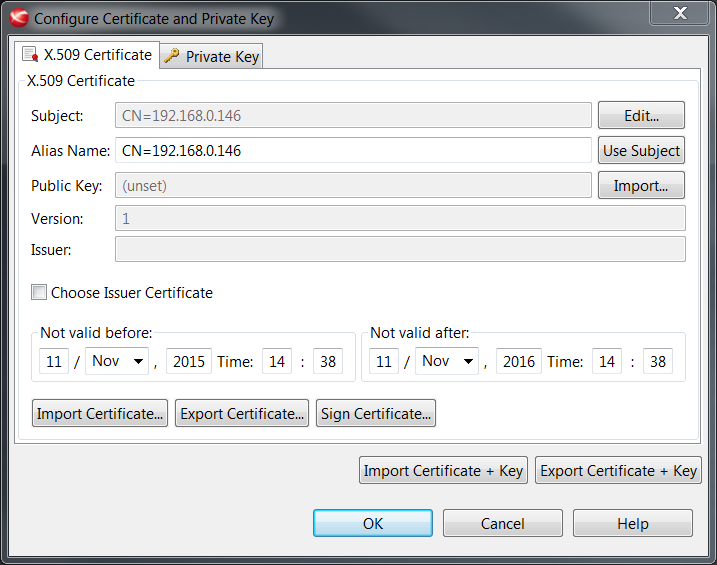 Configure Certificate and Private Key
X.509 Certificate Private Key
X.509 Certificate
Subject: CN=192.168.0.146 Edit...
Alias Name: CN=192.168.0.146 Use Subject
Public Key: (unset) Import...
Version: 1
Issuer:
Choose Issuer Certificate
Not valid before: Not valid after:
11 / Nov , 2015 Time: 14 : 38 11 / Nov , 2016 Time: 14 : 38
Import Certificate... Export Certificate... Sign Certificate...
Import Certificate + Key Export Certificate + Key
OK Cancel Help